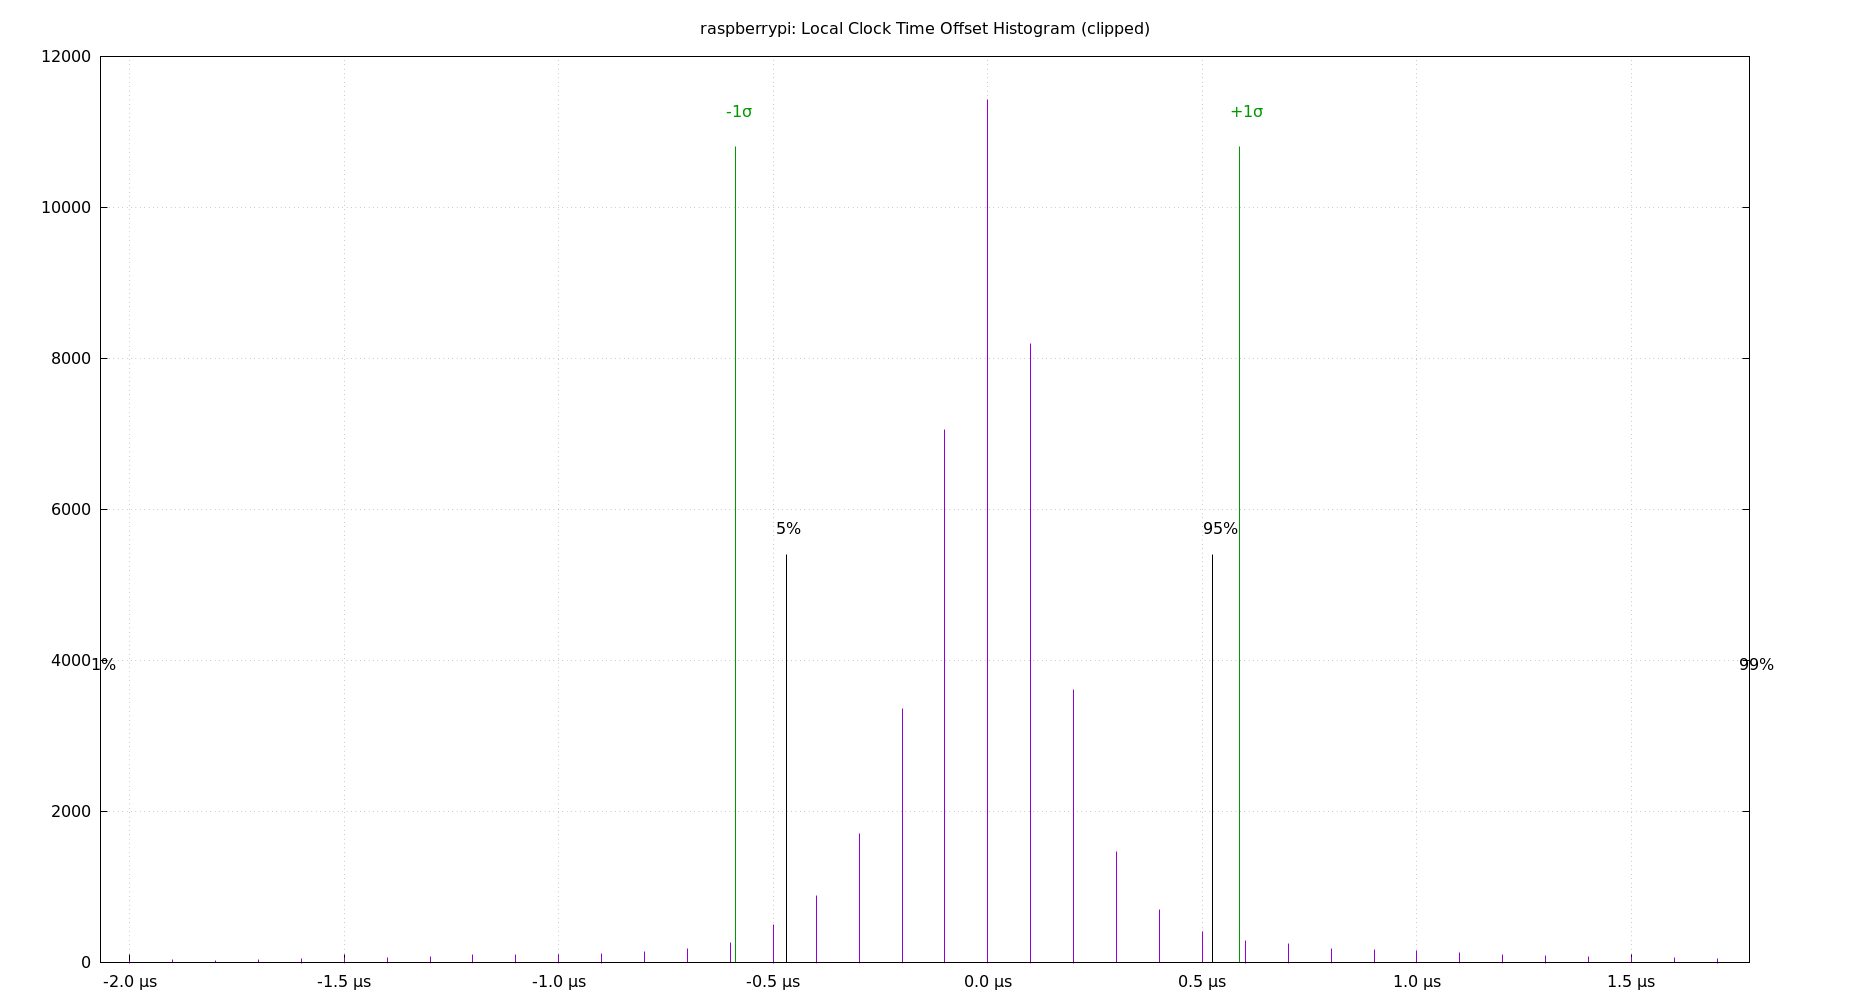 raspberrypi: Local Clock Time Offset Histogram (clipped)
12000
-1σ
+1σ
10000
8000
6000
5%
95%
4000
1%
99%
2000
0
-2.0 µs
-1.5 µs
-1.0 µs
-0.5 µs
0.0 µs
0.5 µs
1.0 µs
1.5 µs